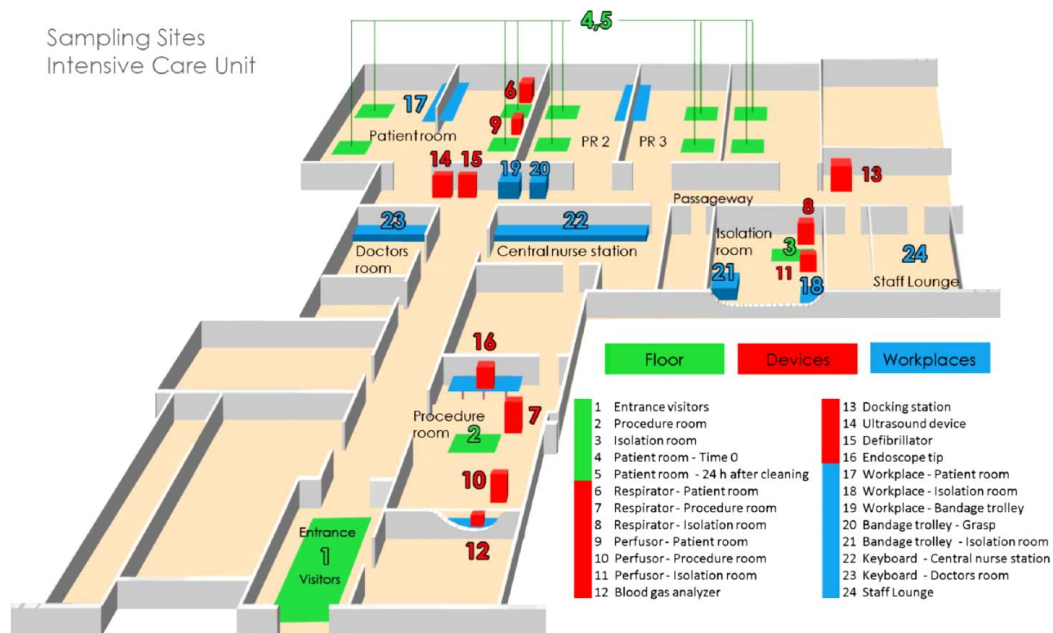 Sampling Sites
Intensive Care Unit
4,5
17
6
9
Patient room
PR 2
PR 3
14
15
19
20
13
Passageway
23
22
8
Doctors
room
Central nurse station
Isolation
room
3
11
21
18
24
Staff Lounge
16
Procedure
room
7
2
10
12
Entrance
1
Visitors
Floor
Devices
Workplaces
1 Entrance visitors
2 Procedure room
3 Isolation room
4 Patient room - Time 0
5 Patient room - 24 h after cleaning
6 Respirator - Patient room
7 Respirator - Procedure room
8 Respirator - Isolation room
9 Perfusor - Patient room
10 Perfusor - Procedure room
11 Perfusor - Isolation room
12 Blood gas analyzer
13 Docking station
14 Ultrasound device
15 Defibrillator
16 Endoscope tip
17 Workplace - Patient room
18 Workplace - Isolation room
19 Workplace - Bandage trolley
20 Bandage trolley - Grasp
21 Bandage trolley - Isolation room
22 Keyboard - Central nurse station
23 Keyboard - Doctors room
24 Staff Lounge